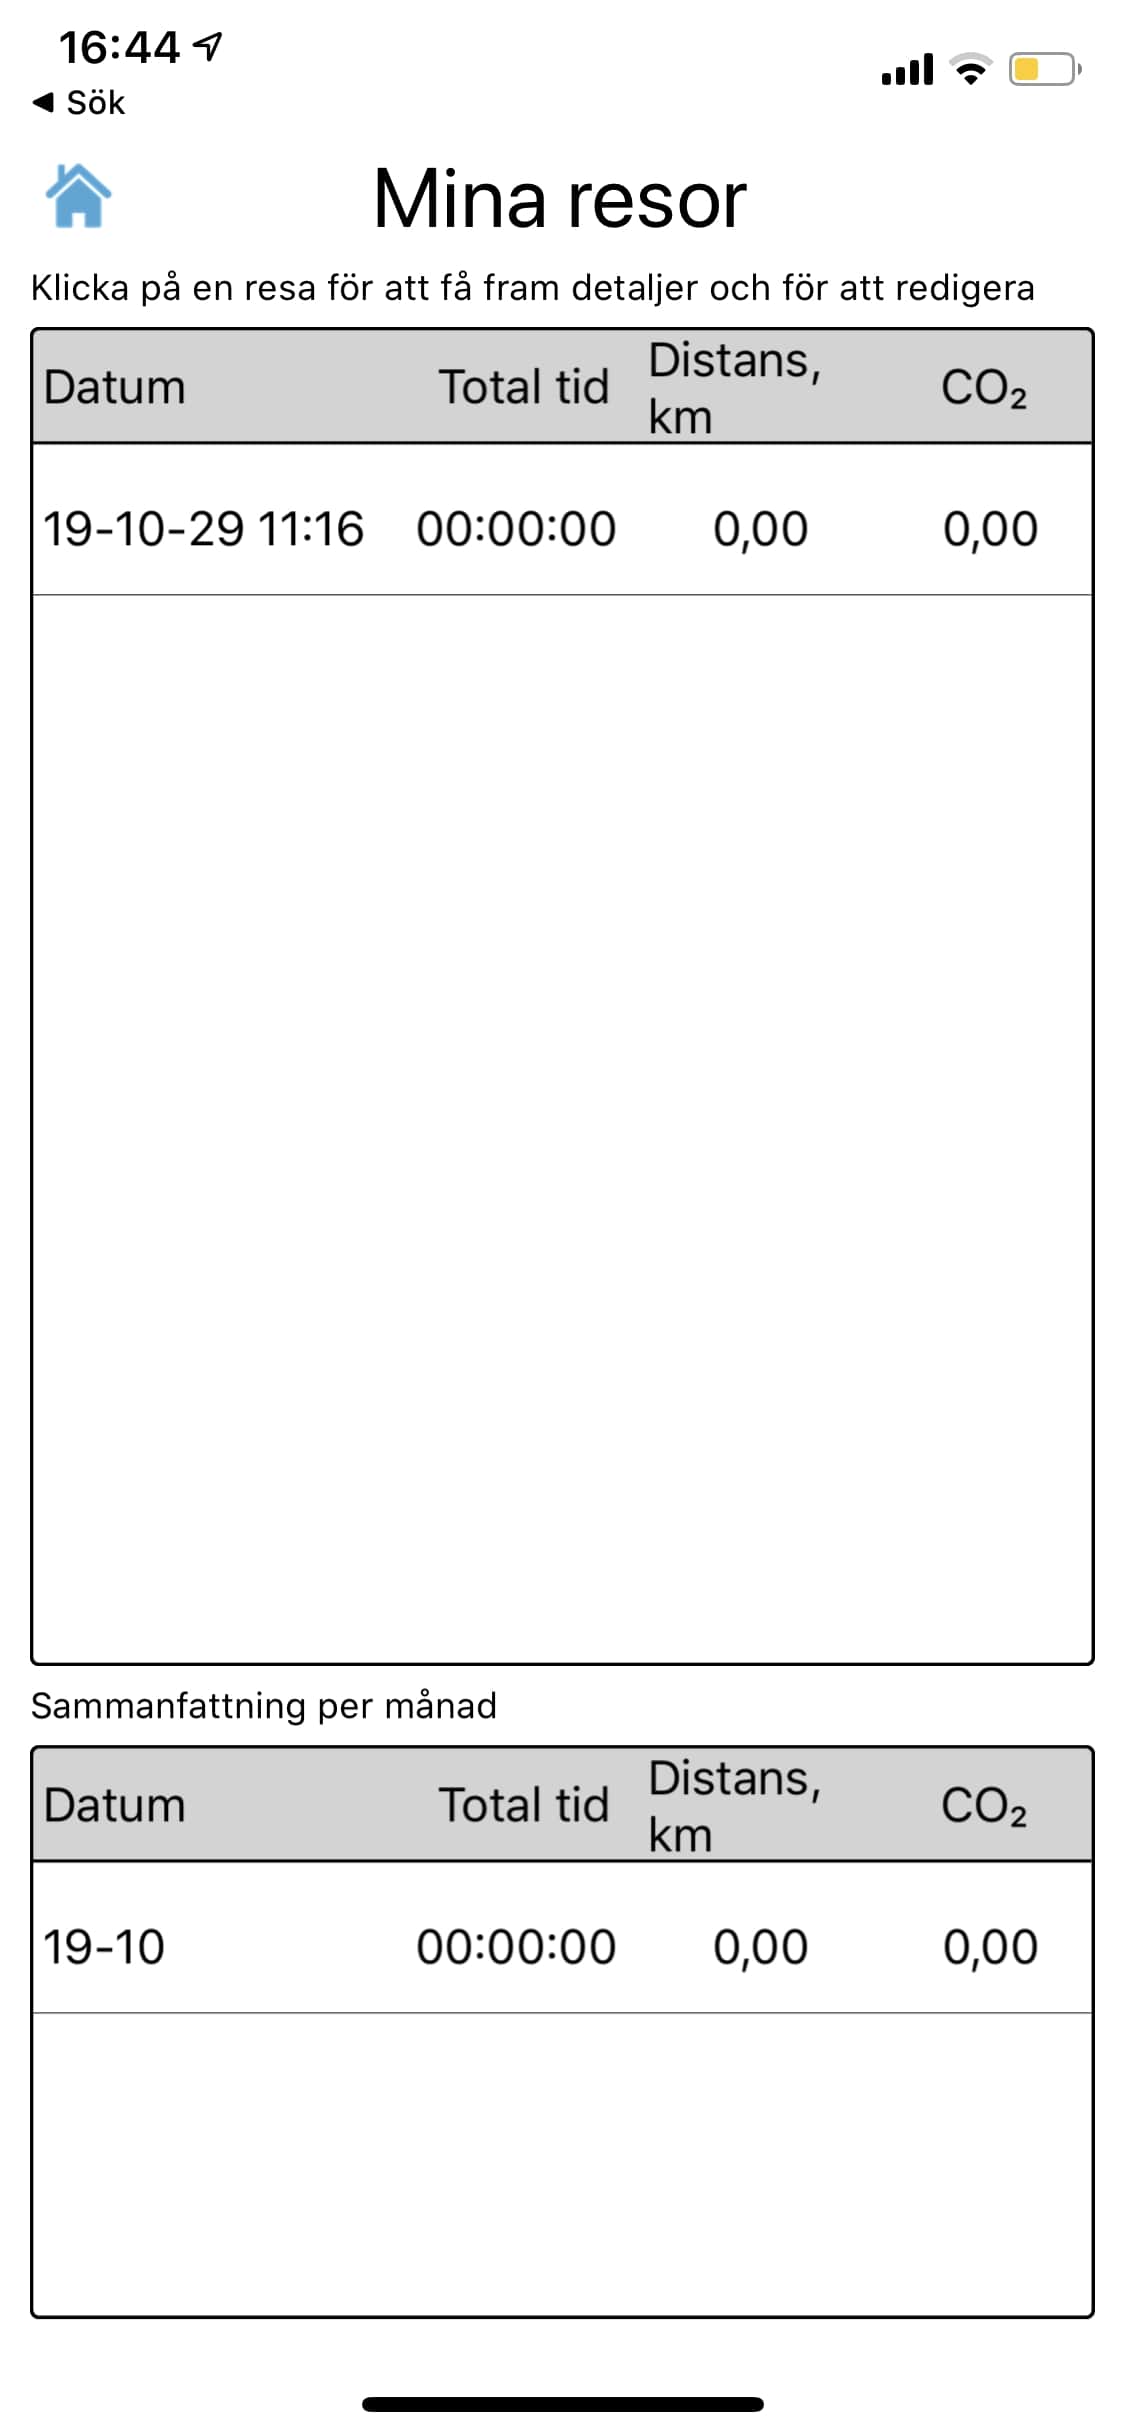 16:44
◀ Sök
Mina resor
Klicka på en resa för att få fram detaljer och för att redigera
Datum Total tid Distans, km CO₂
19-10-29 11:16 00:00:00 0,00 0,00
Sammanfattning per månad
Datum Total tid Distans, km CO₂
19-10 00:00:00 0,00 0,00